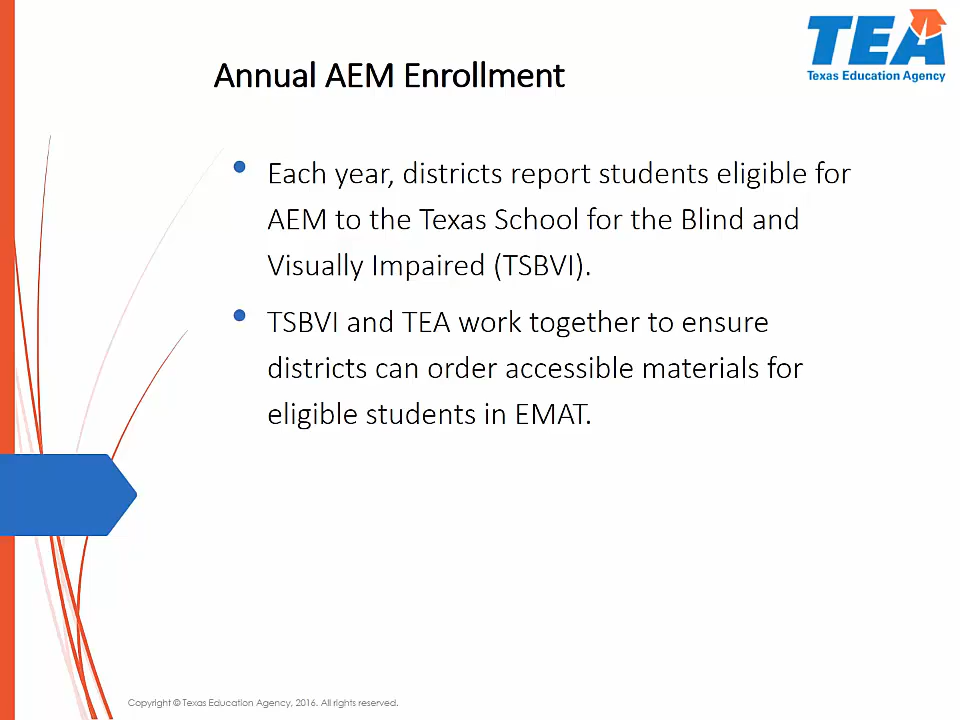 TEA
Texas Education Agency
Annual AEM Enrollment
• Each year, districts report students eligible for
AEM to the Texas School for the Blind and
Visually Impaired (TSBVI).
• TSBVI and TEA work together to ensure
districts can order accessible materials for
eligible students in EMAT.
Copyright © Texas Education Agency, 2016. All rights reserved.